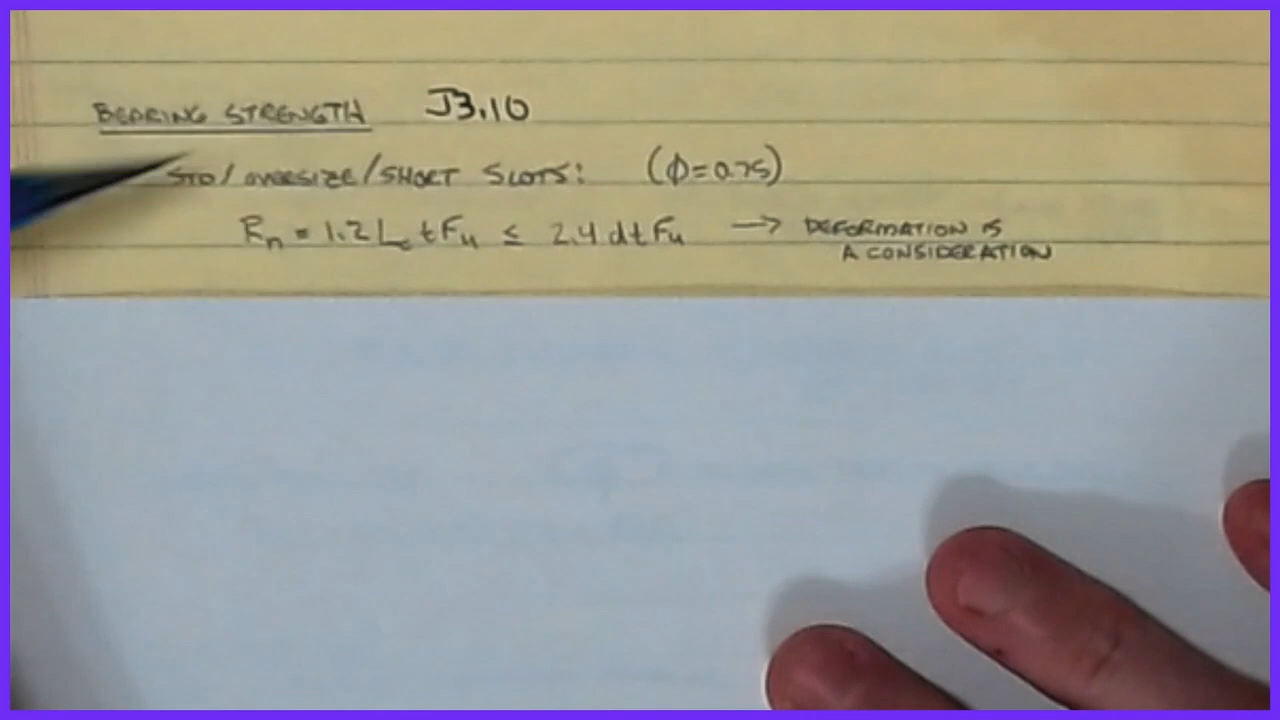 BEARING STRENGTH J3.10
STD/OVERSIZE/SHORT SLOTS: (ϕ=0.75)
Rₙ = 1.2 L_c t Fᵤ ≤ 2.4 d t Fᵤ → DEFORMATION IS
A CONSIDERATION